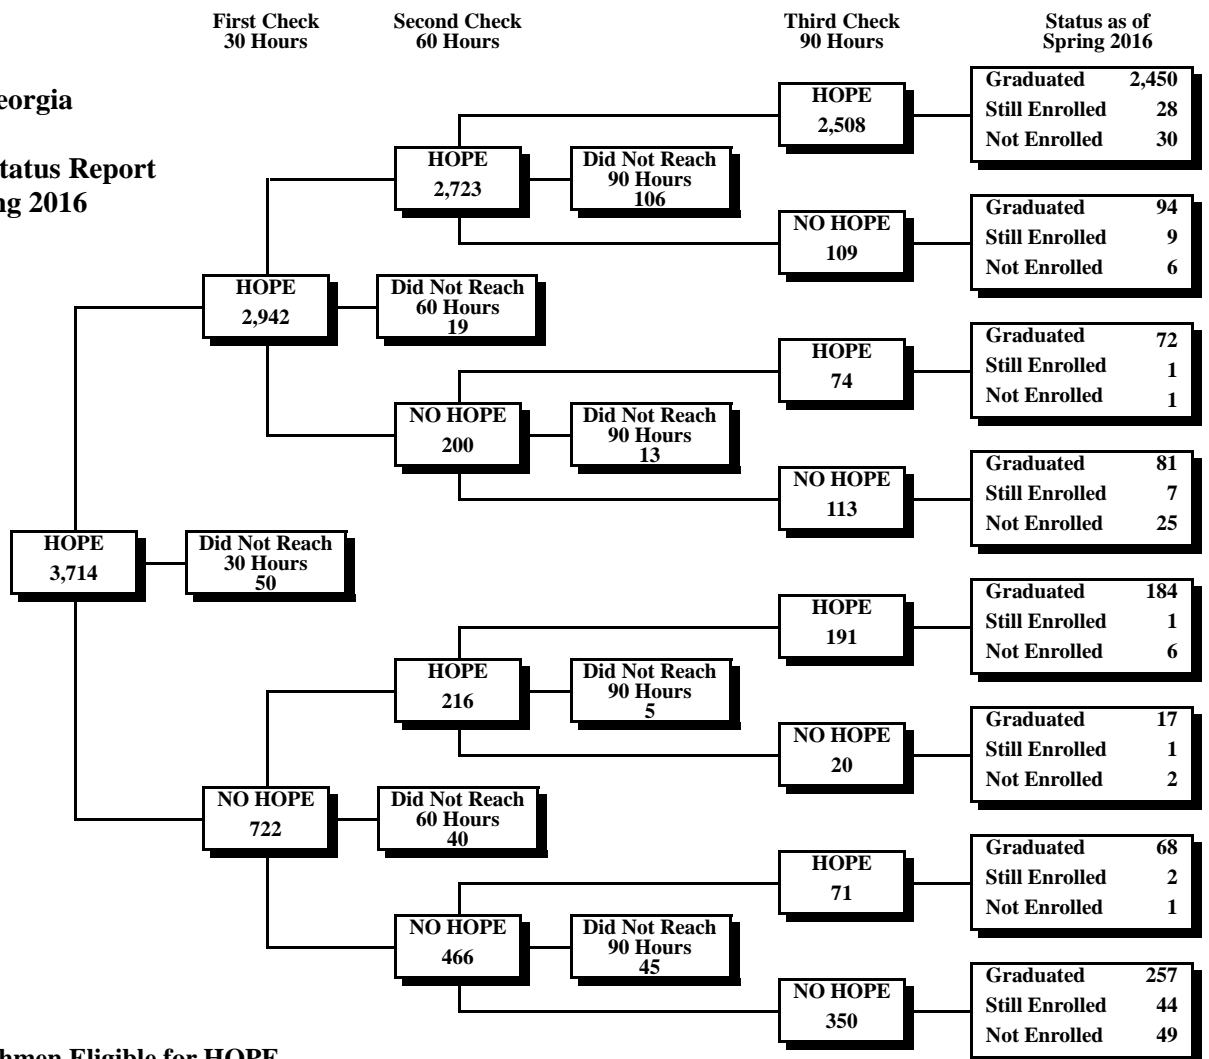 First Check
30 Hours
Second Check
60 Hours
Third Check
90 Hours
Status as of
Spring 2016
eorgia
tatus Report
ng 2016
HOPE
3,714
Did Not Reach
30 Hours
50
HOPE
2,942
Did Not Reach
60 Hours
19
NO HOPE
722
Did Not Reach
60 Hours
40
HOPE
2,723
Did Not Reach
90 Hours
106
NO HOPE
200
Did Not Reach
90 Hours
13
HOPE
216
Did Not Reach
90 Hours
5
NO HOPE
466
Did Not Reach
90 Hours
45
HOPE
2,508
Graduated 2,450
Still Enrolled 28
Not Enrolled 30
NO HOPE
109
Graduated 94
Still Enrolled 9
Not Enrolled 6
HOPE
74
Graduated 72
Still Enrolled 1
Not Enrolled 1
NO HOPE
113
Graduated 81
Still Enrolled 7
Not Enrolled 25
HOPE
191
Graduated 184
Still Enrolled 1
Not Enrolled 6
NO HOPE
20
Graduated 17
Still Enrolled 1
Not Enrolled 2
HOPE
71
Graduated 68
Still Enrolled 2
Not Enrolled 1
NO HOPE
350
Graduated 257
Still Enrolled 44
Not Enrolled 49
hmen Eligible for HOPE